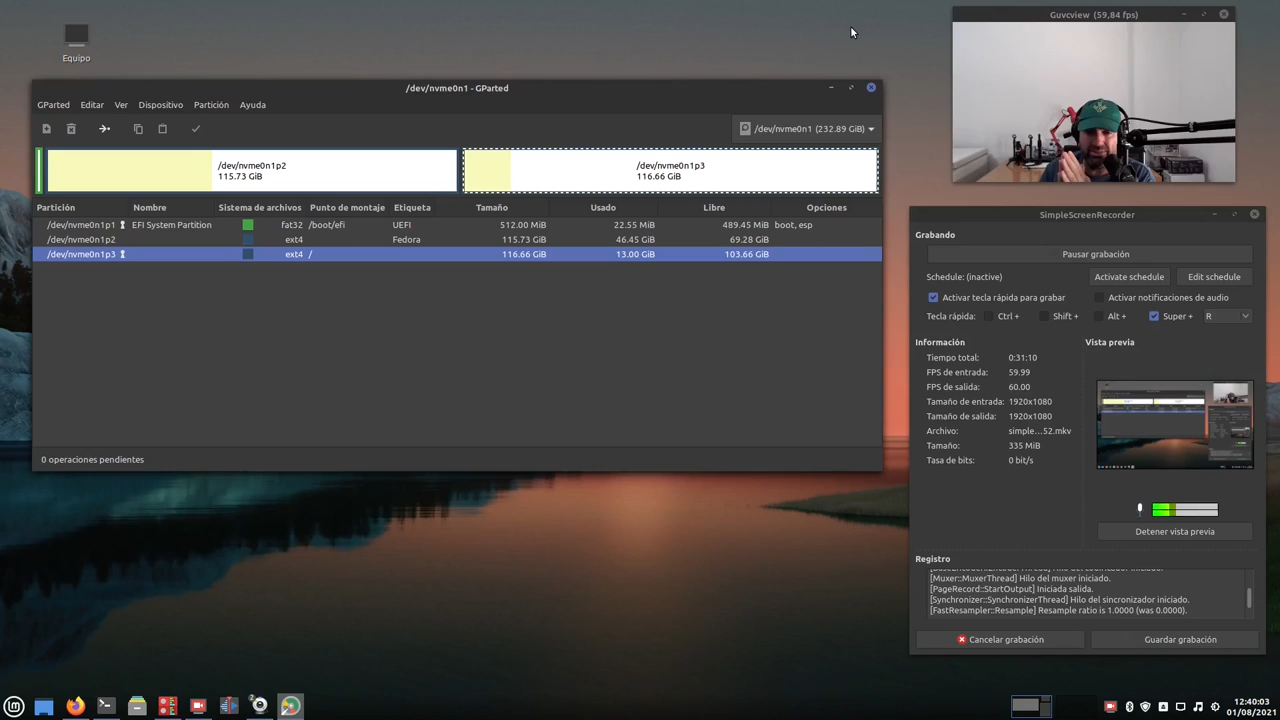 Equipo
Guvcview (59,84 fps)
/dev/nvme0n1 - GParted
GParted Editar Ver Dispositivo Partición Ayuda
/dev/nvme0n1 (232.89 GiB)
/dev/nvme0n1p2
115.73 GiB
/dev/nvme0n1p3
116.66 GiB
Partición Nombre Sistema de archivos Punto de montaje Etiqueta Tamaño Usado Libre Opciones
/dev/nvme0n1p1 EFI System Partition fat32 /boot/efi UEFI 512.00 MiB 22.55 MiB 489.45 MiB boot, esp
/dev/nvme0n1p2 ext4 Fedora 115.73 GiB 46.45 GiB 69.28 GiB
/dev/nvme0n1p3 ext4 / 116.66 GiB 13.00 GiB 103.66 GiB
0 operaciones pendientes
SimpleScreenRecorder
Grabando
Pausar grabación
Schedule: (inactive) Activate schedule Edit schedule
Activar tecla rápida para grabar Activar notificaciones de audio
Tecla rápida: Ctrl + Shift + Alt + Super + R
Información
Tiempo total: 0:31:10
FPS de entrada: 59.99
FPS de salida: 60.00
Tamaño de entrada: 1920x1080
Tamaño de salida: 1920x1080
Archivo: simple...52.mkv
Tamaño: 335 MiB
Tasa de bits: 0 bit/s
Vista previa
Detener vista previa
Registro
[Muxer::MuxerThread] Hilo del muxer iniciado.
[PageRecord::StartOutput] Iniciada salida.
[Synchronizer::SynchronizerThread] Hilo del sincronizador iniciado.
[FastResampler::Resample] Resample ratio is 1.0000 (was 0.0000).
Cancelar grabación Guardar grabación
12:40:03
01/08/2021